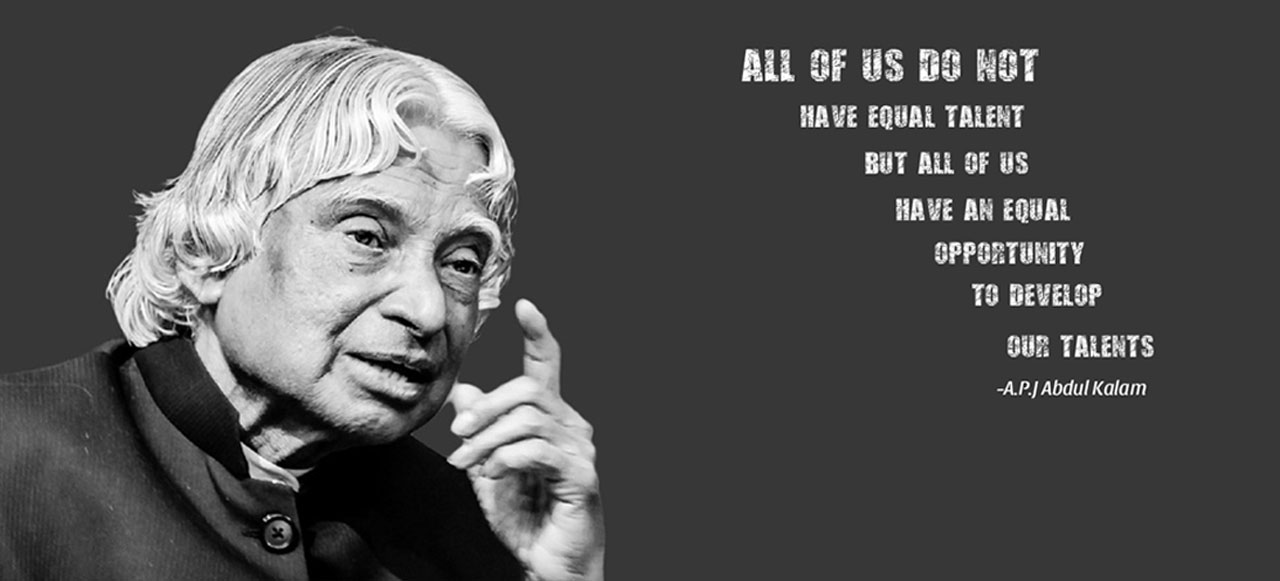 ALL OF US DO NOT
HAVE EQUAL TALENT
BUT ALL OF US
HAVE AN EQUAL
OPPORTUNITY
TO DEVELOP
OUR TALENTS
-A.P.J Abdul Kalam